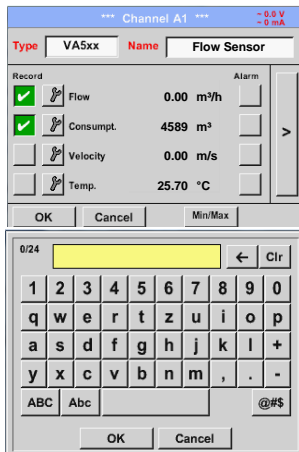 *** Channel A1 *** ~ 0.0 V
~ 0 mA
Type VA5xx Name Flow Sensor
Record Alarm
Flow 0.00 m³/h
Consumpt. 4589 m³
>
Velocity 0.00 m/s
Temp. 25.70 °C
OK Cancel Min/Max
0/24 ← Clr
1 2 3 4 5 6 7 8 9 0
q w e r t z u i o p
a s d f g h j k l +
y x c v b n m , . -
ABC Abc @#$
OK Cancel